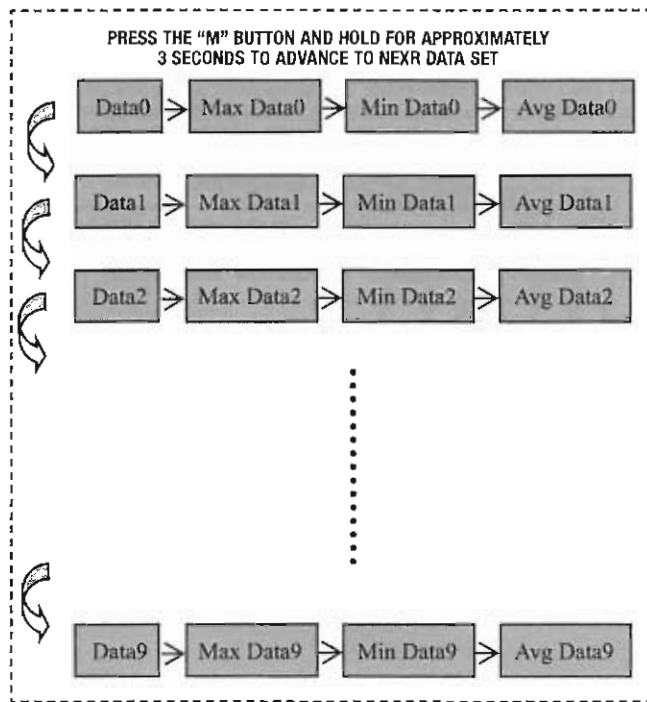 PRESS THE “M” BUTTON AND HOLD FOR APPROXIMATELY
3 SECONDS TO ADVANCE TO NEXR DATA SET
Data0 Max Data0 Min Data0 Avg Data0
Data1 Max Data1 Min Data1 Avg Data1
Data2 Max Data2 Min Data2 Avg Data2
Data9 Max Data9 Min Data9 Avg Data9